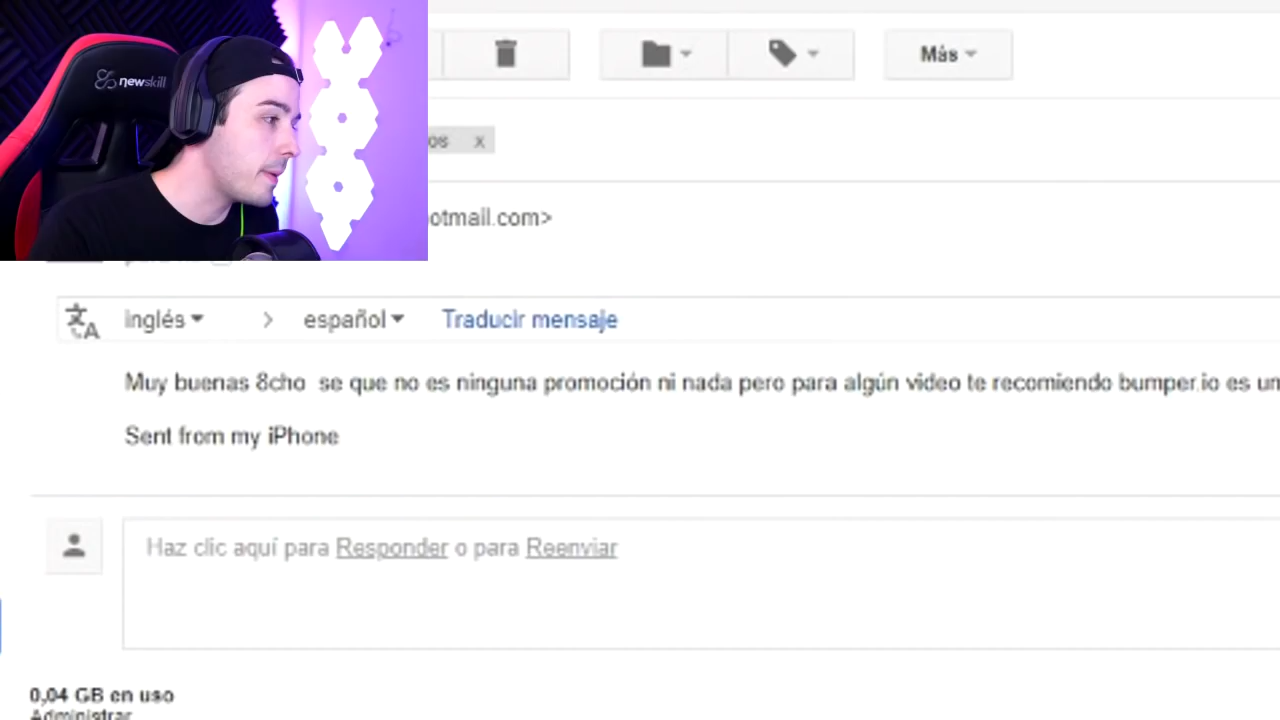 newskill
Más
os x
otmail.com>
inglés > español Traducir mensaje
Muy buenas 8cho se que no es ninguna promoción ni nada pero para algún video te recomiendo bumper.io es un
Sent from my iPhone
Haz clic aquí para Responder o para Reenviar
0,04 GB en uso
Administrar